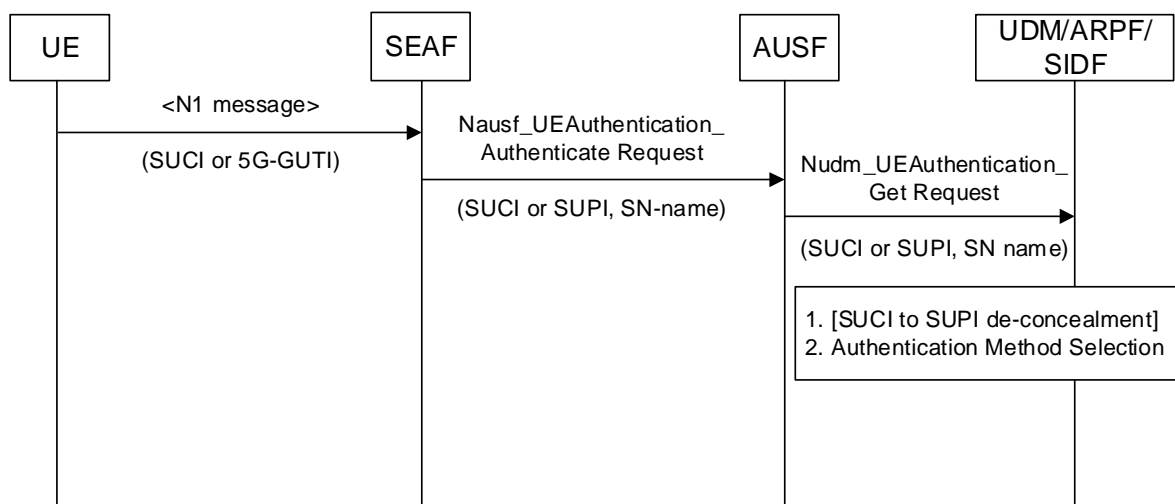 UE
SEAF
AUSF
UDM/ARPF/
SIDF
<N1 message>
(SUCI or 5G-GUTI)
Nausf_UEAuthentication_
Authenticate Request
(SUCI or SUPI, SN-name)
Nudm_UEAuthentication_
Get Request
(SUCI or SUPI, SN name)
1. [SUCI to SUPI de-concealment]
2. Authentication Method Selection